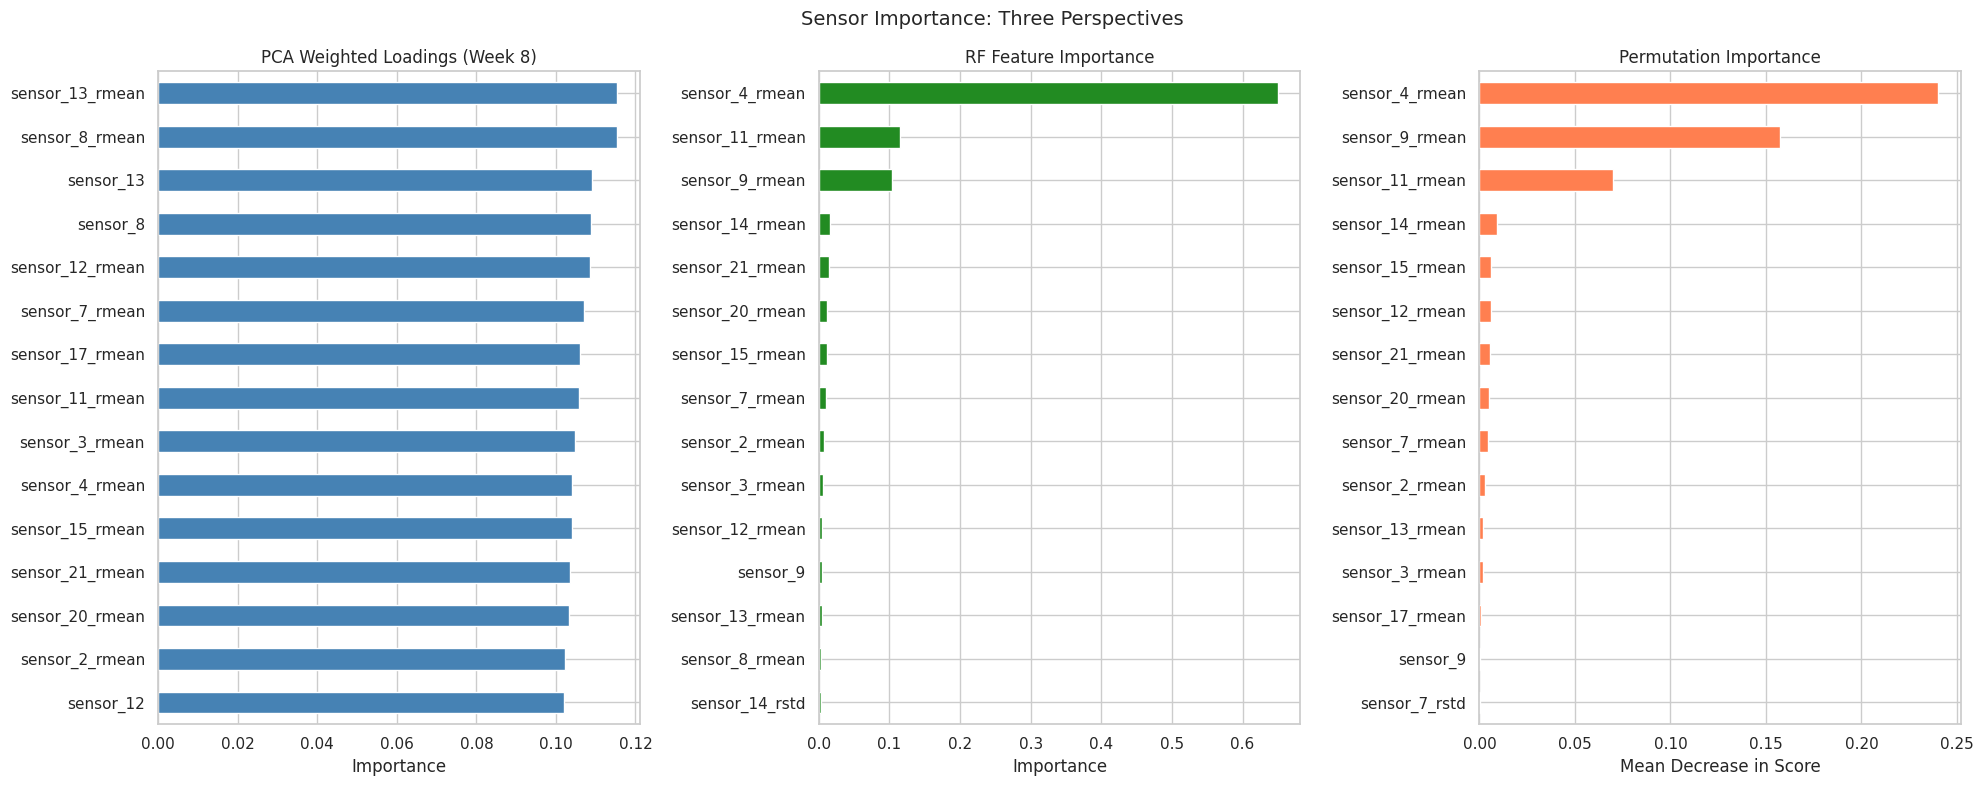 Sensor Importance: Three Perspectives
PCA Weighted Loadings (Week 8)
sensor_13_rmean
sensor_8_rmean
sensor_13
sensor_8
sensor_12_rmean
sensor_7_rmean
sensor_17_rmean
sensor_11_rmean
sensor_3_rmean
sensor_4_rmean
sensor_15_rmean
sensor_21_rmean
sensor_20_rmean
sensor_2_rmean
sensor_12
0.00 0.02 0.04 0.06 0.08 0.10 0.12
Importance
RF Feature Importance
sensor_4_rmean
sensor_11_rmean
sensor_9_rmean
sensor_14_rmean
sensor_21_rmean
sensor_20_rmean
sensor_15_rmean
sensor_7_rmean
sensor_2_rmean
sensor_3_rmean
sensor_12_rmean
sensor_9
sensor_13_rmean
sensor_8_rmean
sensor_14_rstd
0.0 0.1 0.2 0.3 0.4 0.5 0.6
Importance
Permutation Importance
sensor_4_rmean
sensor_9_rmean
sensor_11_rmean
sensor_14_rmean
sensor_15_rmean
sensor_12_rmean
sensor_21_rmean
sensor_20_rmean
sensor_7_rmean
sensor_2_rmean
sensor_13_rmean
sensor_3_rmean
sensor_17_rmean
sensor_9
sensor_7_rstd
0.00 0.05 0.10 0.15 0.20 0.25
Mean Decrease in Score